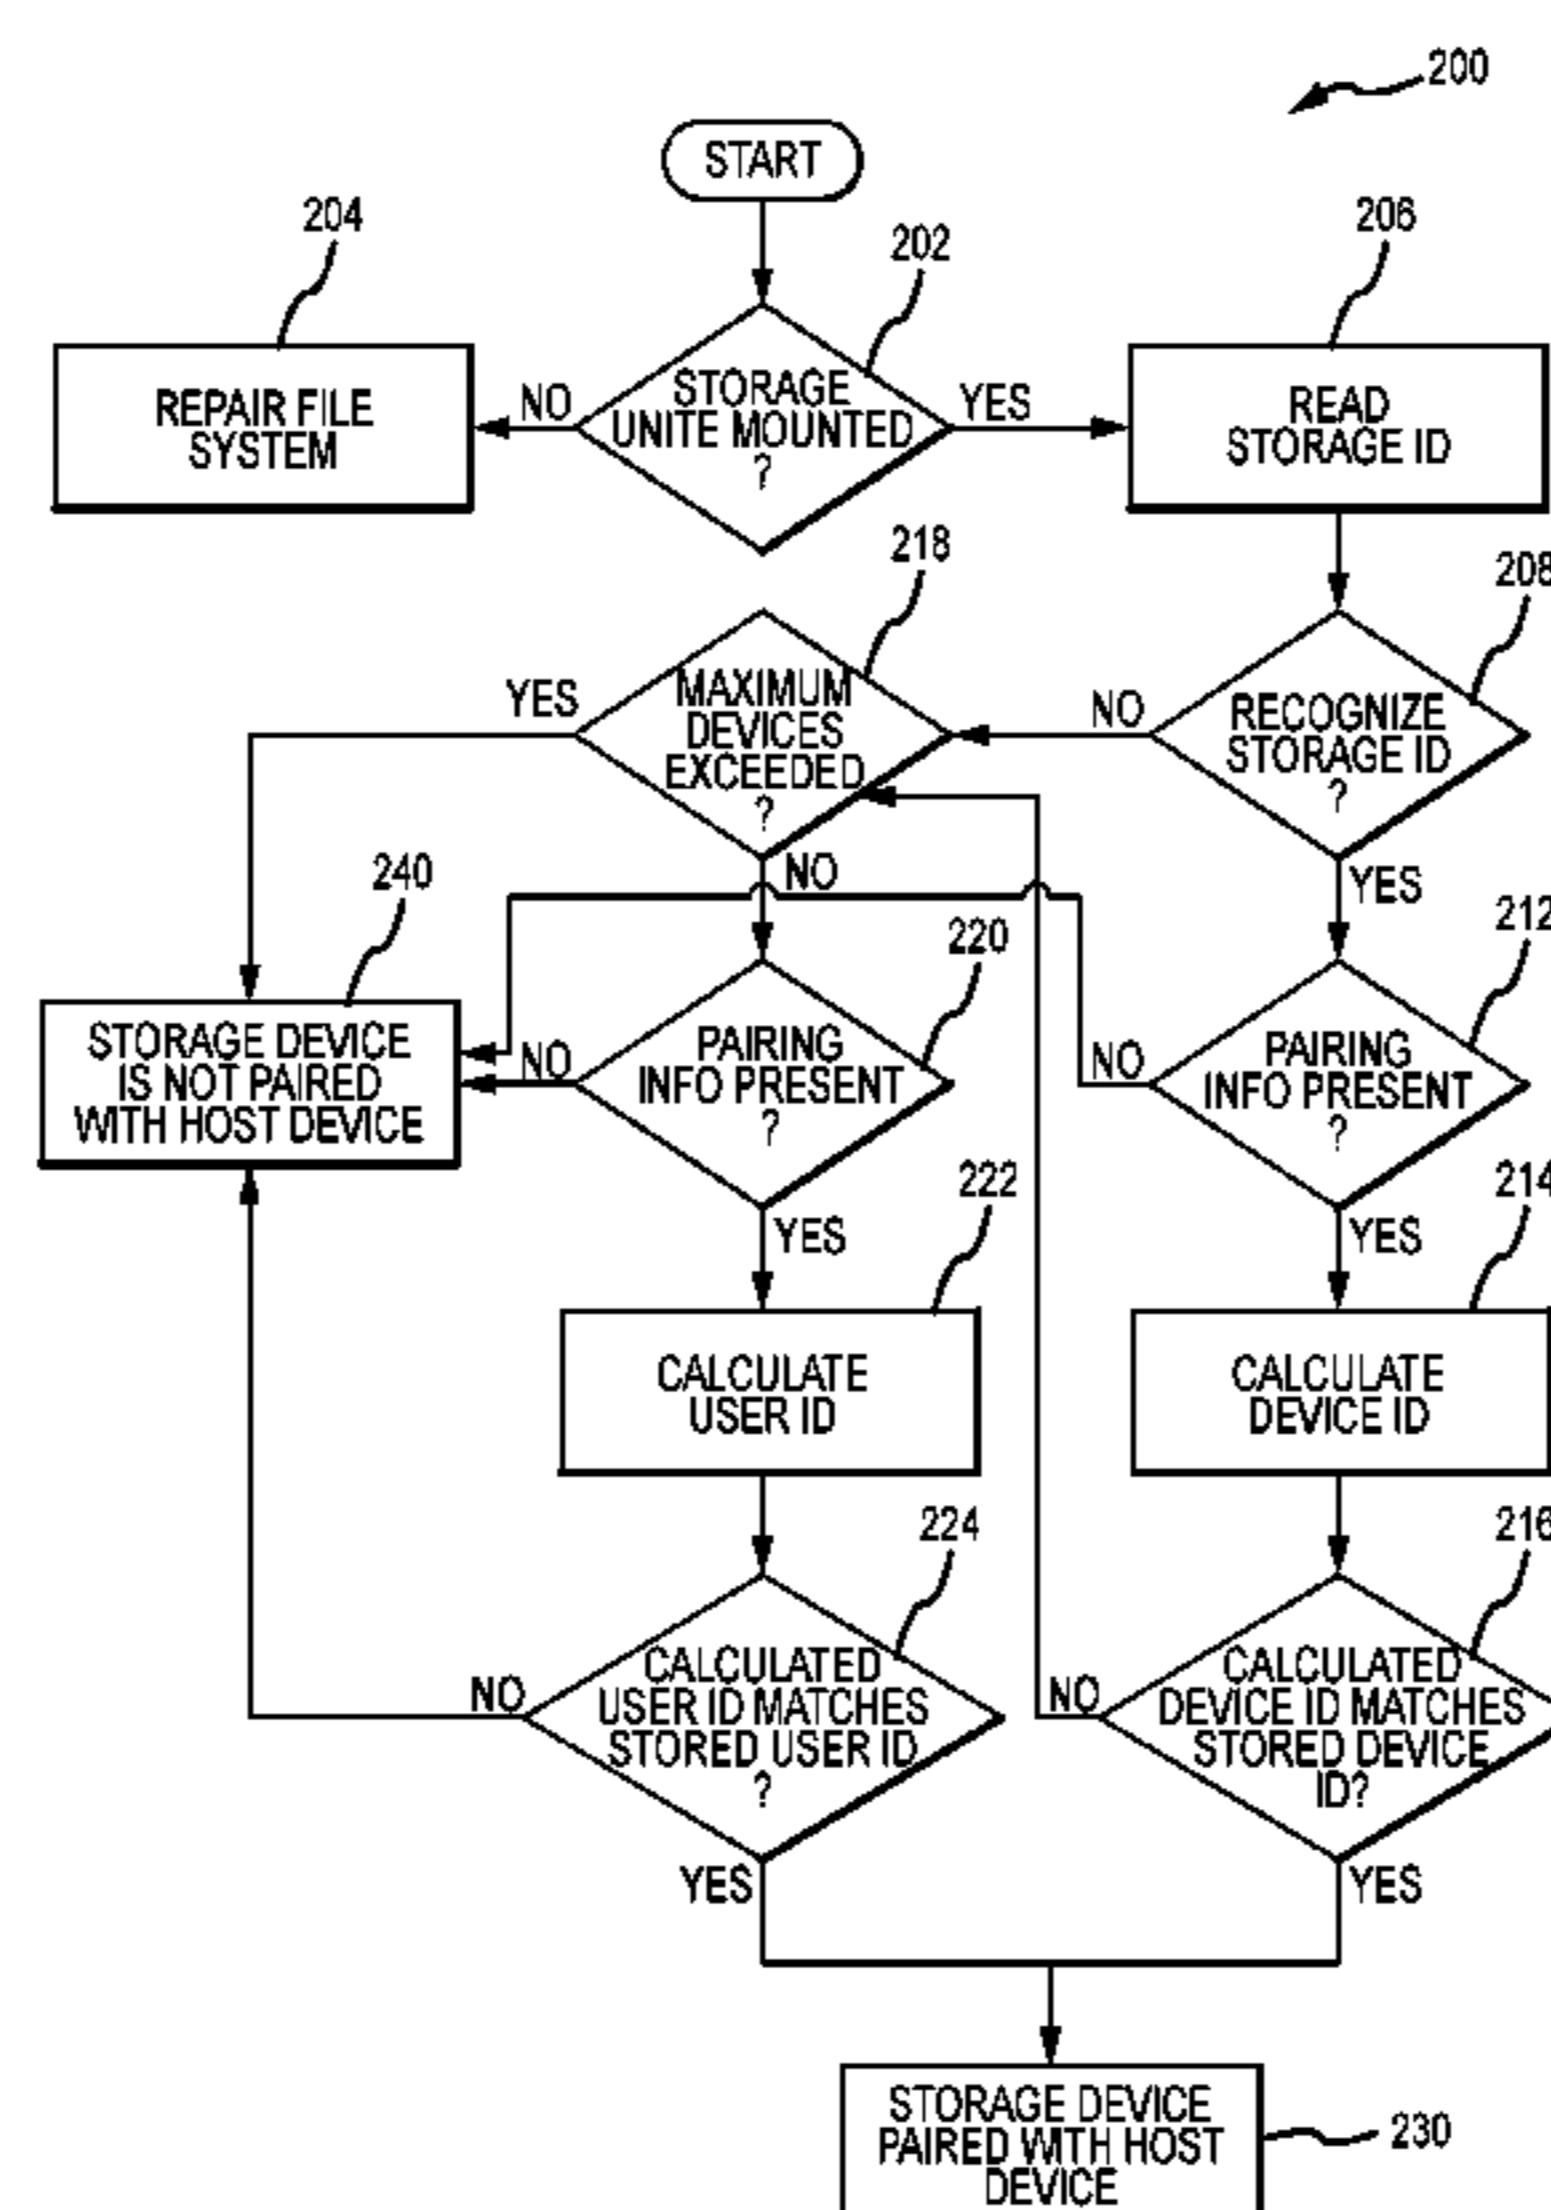 200
START
204
202
206
REPAIR FILE
SYSTEM
NO
STORAGE
UNITE MOUNTED
?
YES
READ
STORAGE ID
218
208
YES
MAXIMUM
DEVICES
EXCEEDED
?
NO
RECOGNIZE
STORAGE ID
?
240
NO
YES
220
212
STORAGE DEVICE
IS NOT PAIRED
WITH HOST DEVICE
NO
PAIRING
INFO PRESENT
?
NO
PAIRING
INFO PRESENT
?
222
214
YES
YES
CALCULATE
USER ID
CALCULATE
DEVICE ID
224
216
NO
CALCULATED
USER ID MATCHES
STORED USER ID
?
NO
CALCULATED
DEVICE ID MATCHES
STORED DEVICE
ID?
YES
YES
STORAGE DEVICE
PAIRED WITH HOST
DEVICE
230